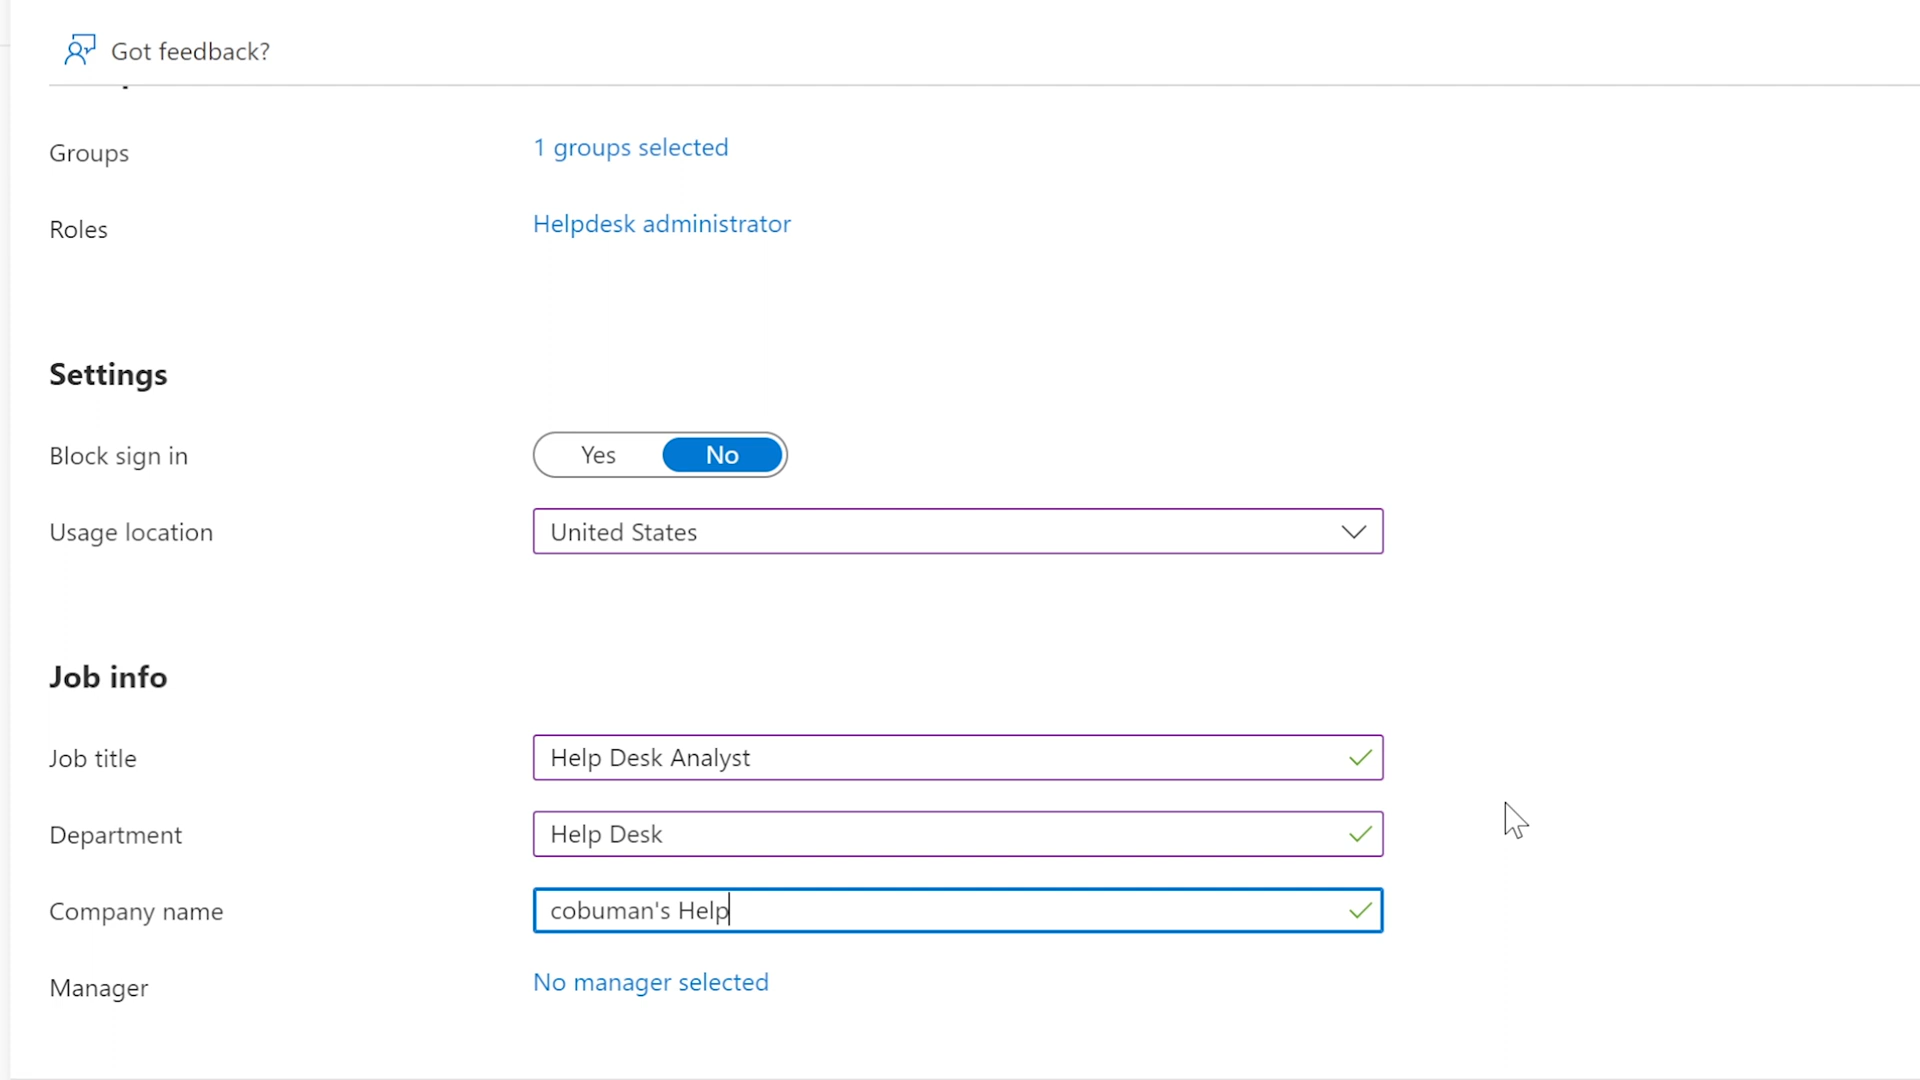 Got feedback?
Groups
1 groups selected
Roles
Helpdesk administrator
Settings
Block sign in
Yes
No
Usage location
United States
Job info
Job title
Help Desk Analyst
Department
Help Desk
Company name
cobuman's Help
Manager
No manager selected